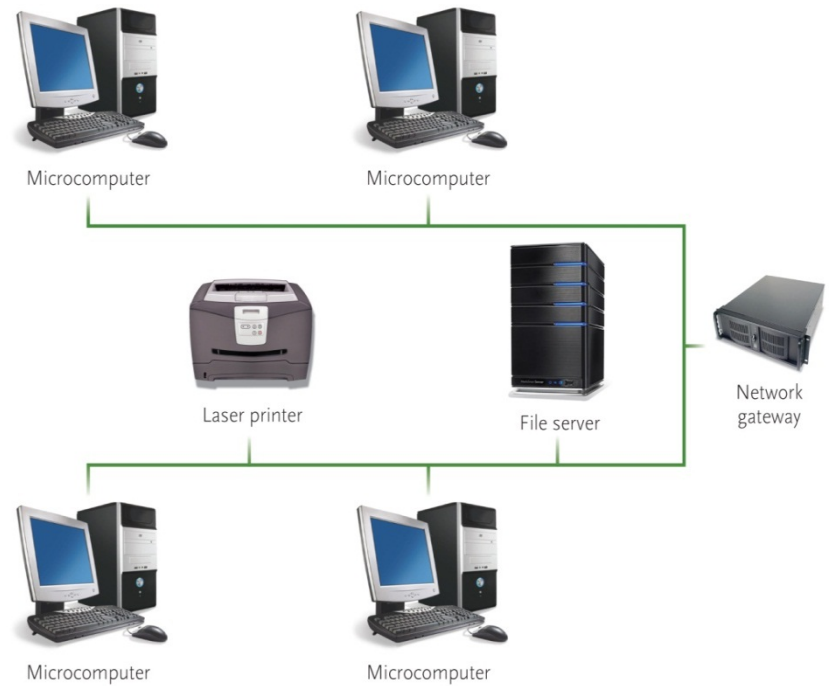 Microcomputer
Microcomputer
Laser printer
File server
Network
gateway
Microcomputer
Microcomputer